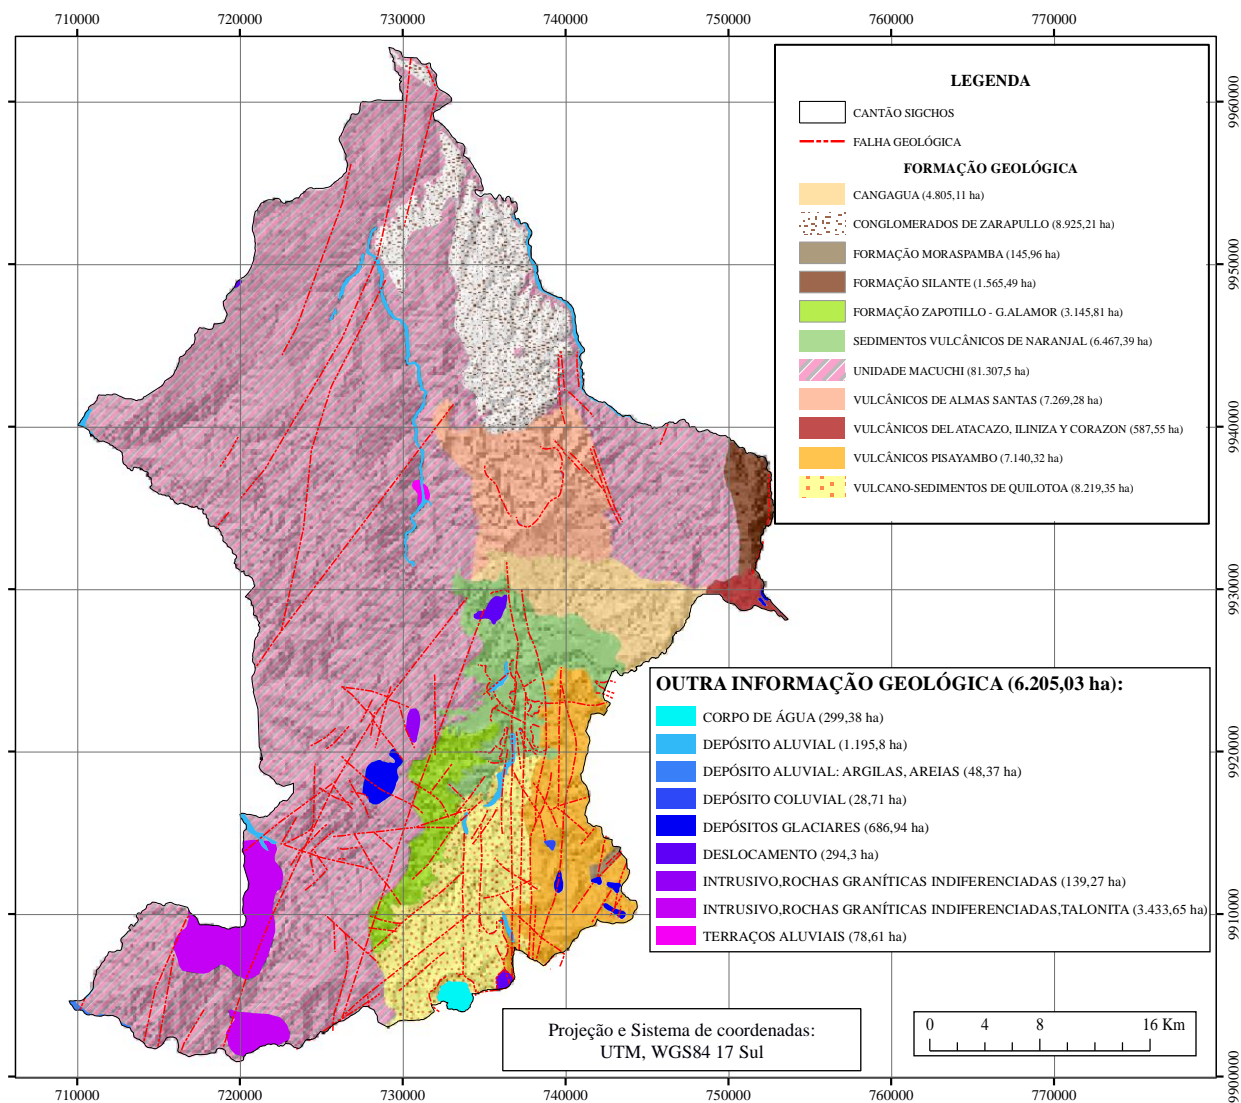 710000 720000 730000 740000 750000 760000 770000
LEGENDA
CANTÃO SIGCHOS
FALHA GEOLÓGICA
FORMAÇÃO GEOLÓGICA
CANGAGUA (4.805,11 ha)
CONGLOMERADOS DE ZARAPULLO (8.925,21 ha)
FORMAÇÃO MORASPAMBA (145,96 ha)
FORMAÇÃO SILANTE (1.565,49 ha)
FORMAÇÃO ZAPOTILLO - G.ALAMOR (3.145,81 ha)
SEDIMENTOS VULCÂNICOS DE NARANJAL (6.467,39 ha)
UNIDADE MACUCHI (81.307,5 ha)
VULCÂNICOS DE ALMAS SANTAS (7.269,28 ha)
VULCÂNICOS DEL ATACAZO, ILINIZA Y CORAZON (587,55 ha)
VULCÂNICOS PISAYAMBO (7.140,32 ha)
VULCANO-SEDIMENTOS DE QUILOTOA (8.219,35 ha)
OUTRA INFORMAÇÃO GEOLÓGICA (6.205,03 ha):
CORPO DE ÁGUA (299,38 ha)
DEPÓSITO ALUVIAL (1.195,8 ha)
DEPÓSITO ALUVIAL: ARGILAS, AREIAS (48,37 ha)
DEPÓSITO COLUVIAL (28,71 ha)
DEPÓSITOS GLACIARES (686,94 ha)
DESLOCAMENTO (294,3 ha)
INTRUSIVO,ROCHAS GRANÍTICAS INDIFERENCIADAS (139,27 ha)
INTRUSIVO,ROCHAS GRANÍTICAS INDIFERENCIADAS,TALONITA (3.433,65 ha)
TERRAÇOS ALUVIAIS (78,61 ha)
9960000
9950000
9940000
9930000
9920000
9910000
9900000
Projeção e Sistema de coordenadas:
UTM, WGS84 17 Sul
0 4 8 16 Km
710000 720000 730000 740000 750000 760000 770000